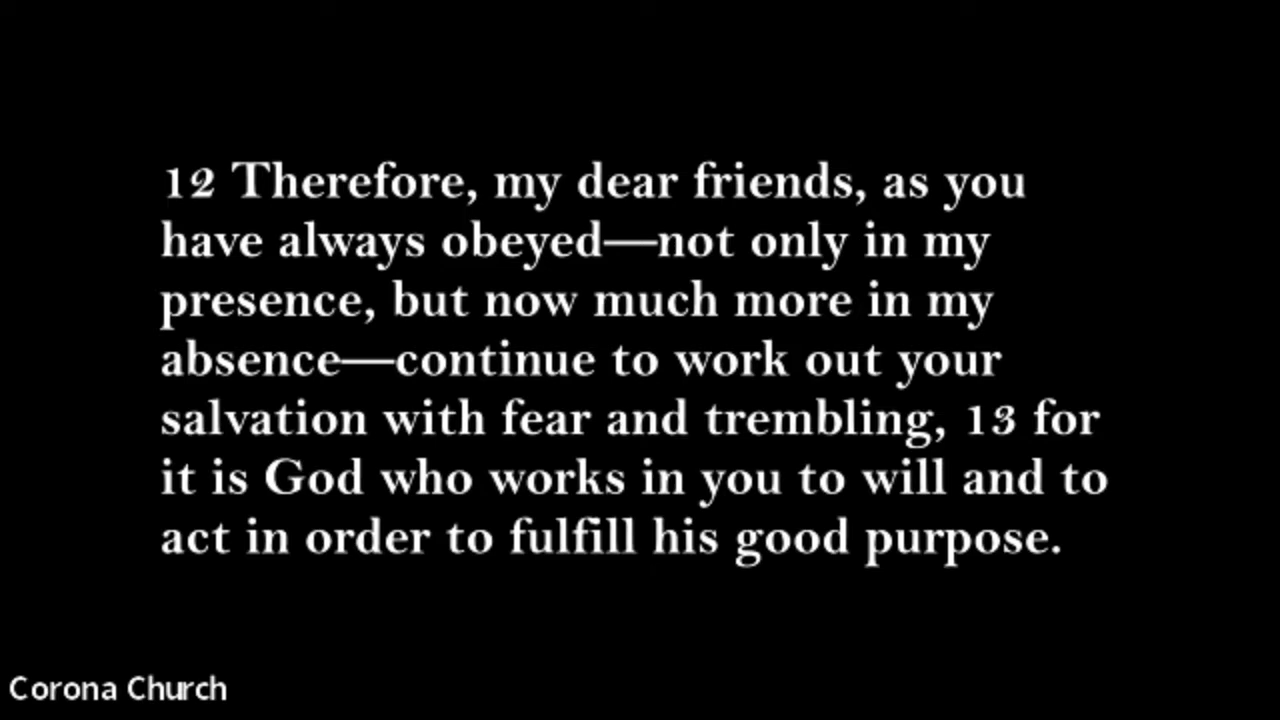 12 Therefore, my dear friends, as you
have always obeyed—not only in my
presence, but now much more in my
absence—continue to work out your
salvation with fear and trembling, 13 for
it is God who works in you to will and to
act in order to fulfill his good purpose.
Corona Church